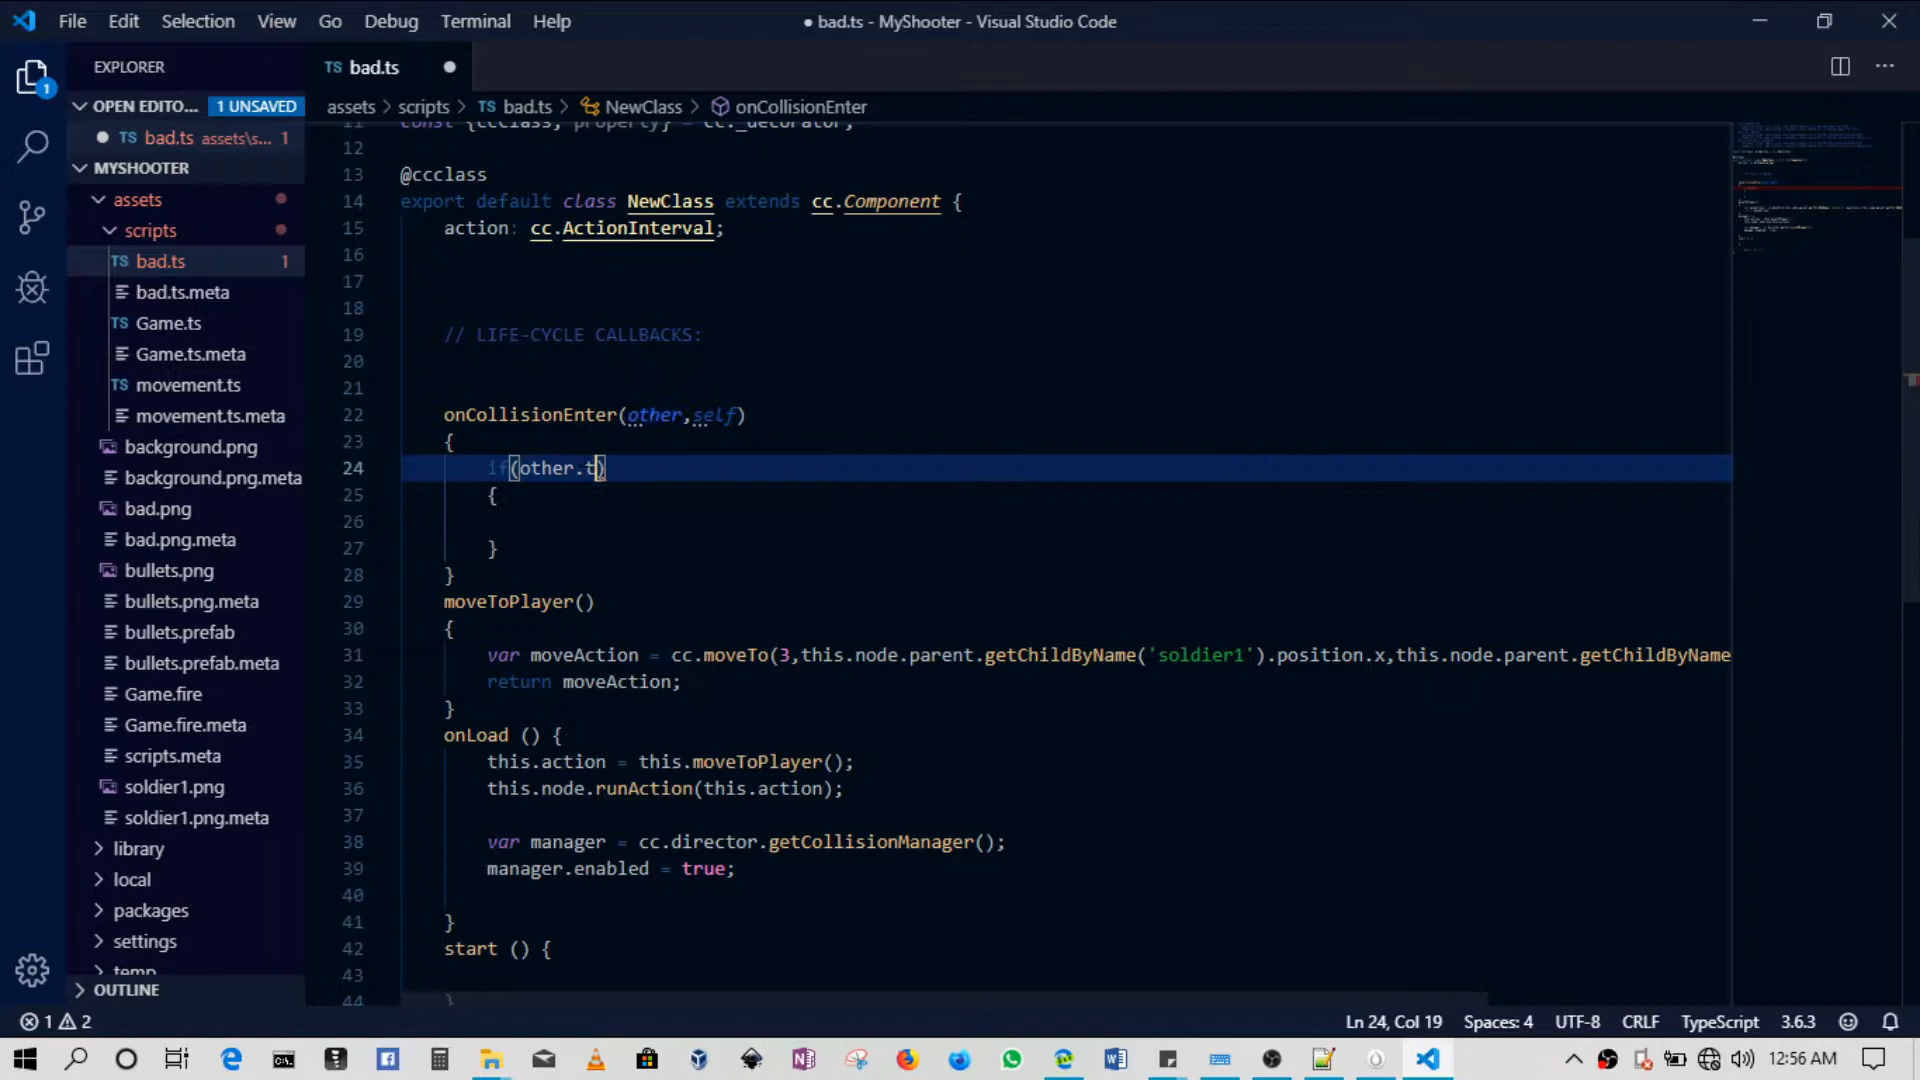 File Edit Selection View Go Debug Terminal Help
● bad.ts - MyShooter - Visual Studio Code
EXPLORER
TS bad.ts
OPEN EDITO... 1 UNSAVED
assets > scripts > TS bad.ts > NewClass > onCollisionEnter
TS bad.ts assets\s... 1
MYSHOOTER
assets
scripts
TS bad.ts 1
bad.ts.meta
TS Game.ts
Game.ts.meta
TS movement.ts
movement.ts.meta
background.png
background.png.meta
bad.png
bad.png.meta
bullets.png
bullets.png.meta
bullets.prefab
bullets.prefab.meta
Game.fire
Game.fire.meta
scripts.meta
soldier1.png
soldier1.png.meta
library
local
packages
settings
temp
OUTLINE
11 const {ccclass, property} = cc._decorator;
12
13 @ccclass
14 export default class NewClass extends cc.Component {
15 action: cc.ActionInterval;
16
17
18
19 // LIFE-CYCLE CALLBACKS:
20
21
22 onCollisionEnter(other,self)
23 {
24 if(other.t)
25 {
26
27 }
28 }
29 moveToPlayer()
30 {
31 var moveAction = cc.moveTo(3,this.node.parent.getChildByName('soldier1').position.x,this.node.parent.getChildByName
32 return moveAction;
33 }
34 onLoad () {
35 this.action = this.moveToPlayer();
36 this.node.runAction(this.action);
37
38 var manager = cc.director.getCollisionManager();
39 manager.enabled = true;
40
41 }
42 start () {
43
44 }
1 2
Ln 24, Col 19 Spaces: 4 UTF-8 CRLF TypeScript 3.6.3
12:56 AM